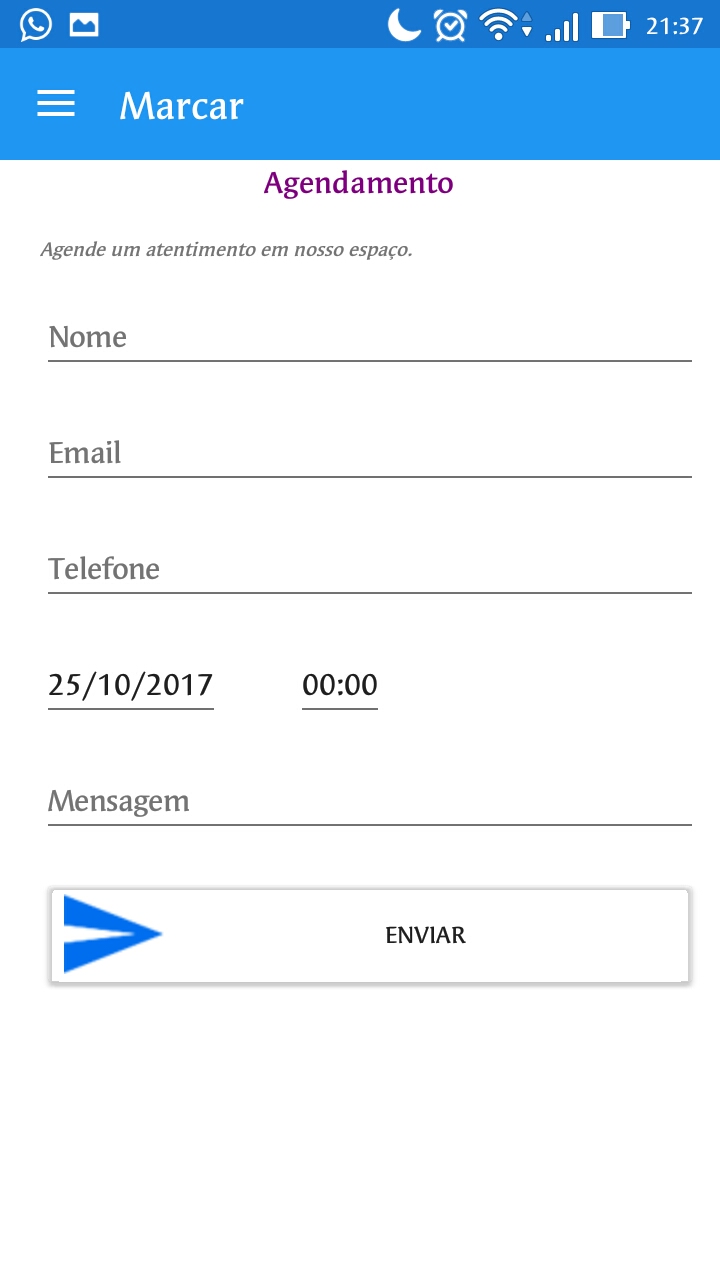 21:37
Marcar
Agendamento
Agende um atentimento em nosso espaço.
Nome
Email
Telefone
25/10/2017 00:00
Mensagem
ENVIAR